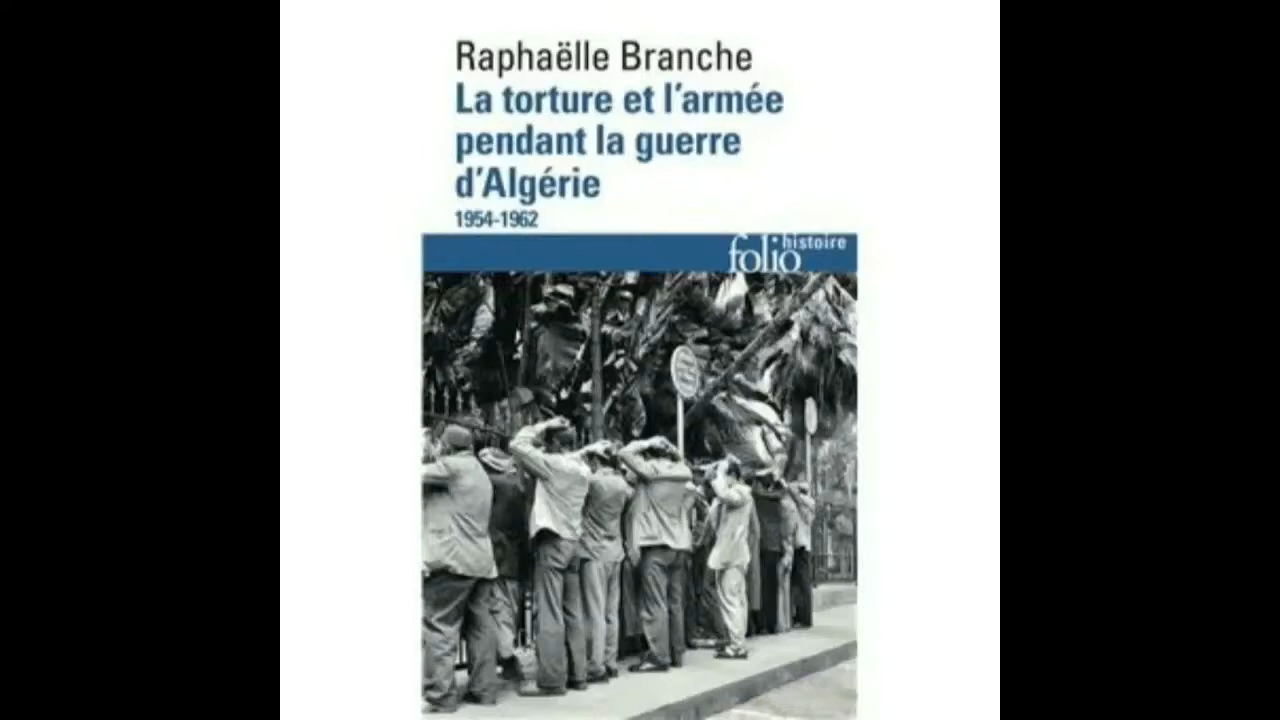 Raphaëlle Branche
La torture et l'armée
pendant la guerre
d'Algérie
1954-1962
histoire
folio